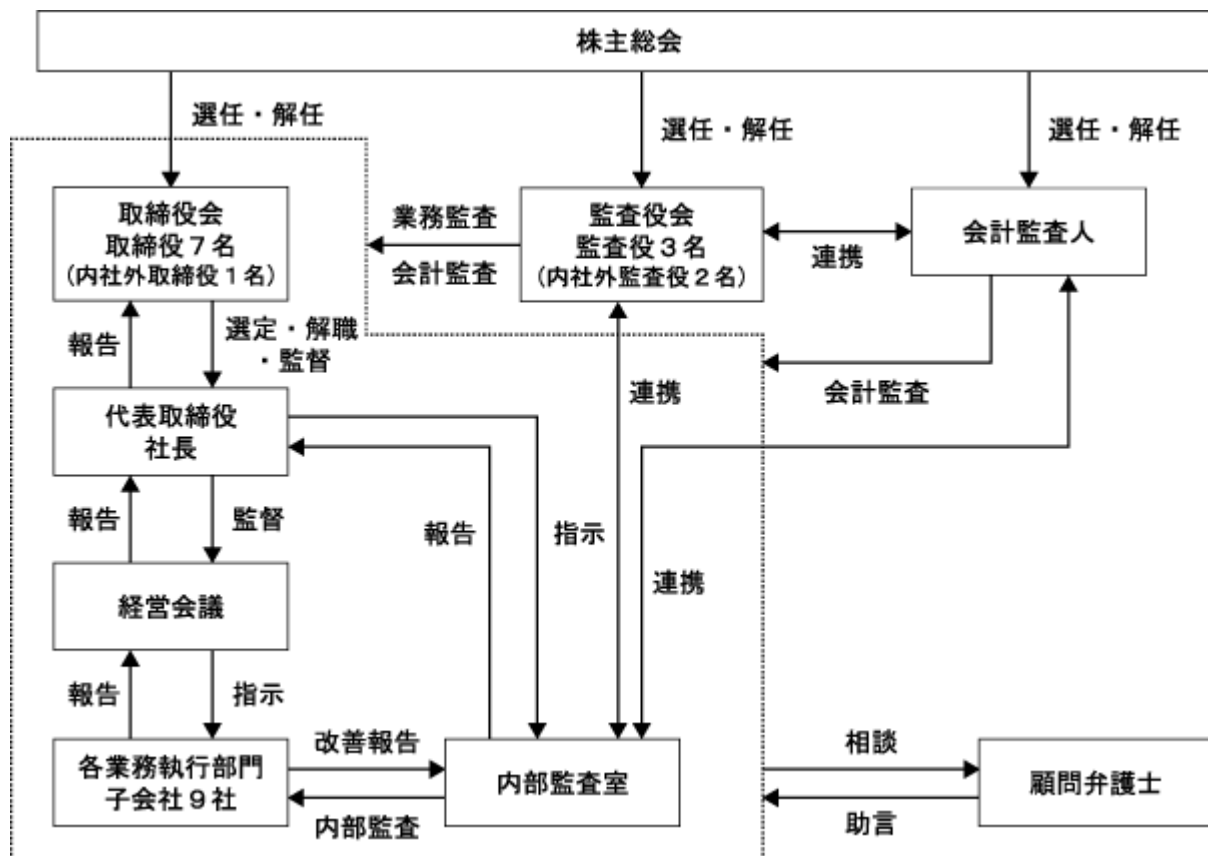 株主総会
選任・解任
選任・解任
選任・解任
取締役会
取締役7名
(内社外取締役1名)
業務監査
会計監査
監査役会
監査役3名
(内社外監査役2名)
連携
会計監査人
報告
選定・解職
・監督
連携
会計監査
代表取締役
社長
報告
監督
報告
指示
連携
経営会議
報告
指示
各業務執行部門
子会社9社
改善報告
内部監査
内部監査室
相談
助言
顧問弁護士